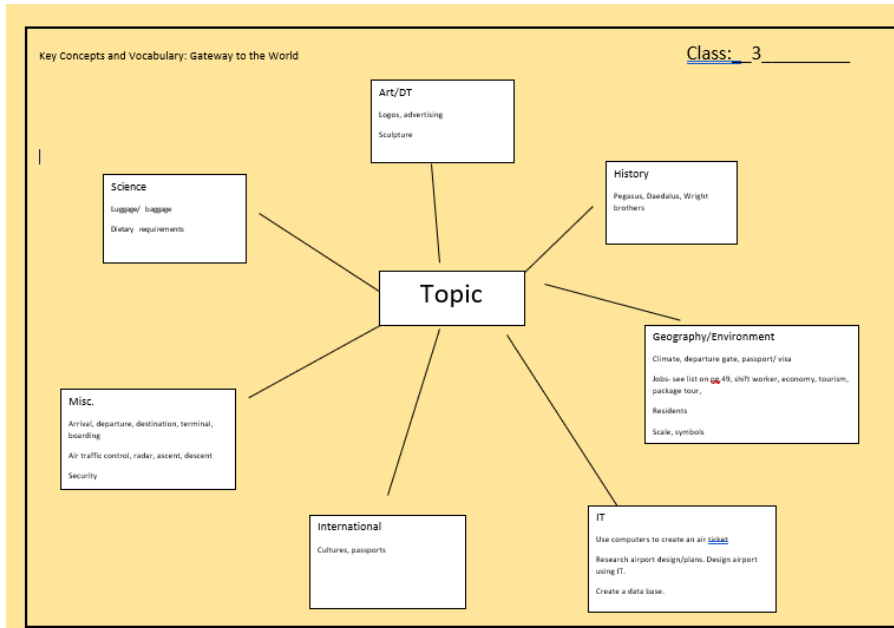 Key Concepts and Vocabulary: Gateway to the World
Class: 3
Art/DT
Logos, advertising
Sculpture
History
Pegasus, Daedalus, Wright
brothers
Science
Luggage/ baggage
Dietary requirements
Topic
Geography/Environment
Climate, departure gate, passport/ visa
Jobs- see list on pg.49, shift worker, economy, tourism,
package tour,
Residents
Scale, symbols
Misc.
Arrival, departure, destination, terminal,
boarding
Air traffic control, radar, ascent, descent
Security
International
Cultures, passports
IT
Use computers to create an air ticket
Research airport design/plans. Design airport
using IT.
Create a data base.